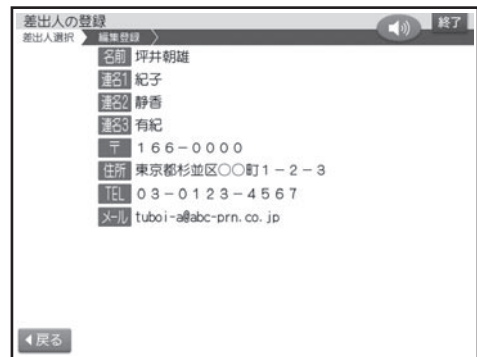 差出人の登録
終了
差出人選択 編集登録
名前 坪井朝雄
連名1 紀子
連名2 静香
連名3 有紀
〒 166-0000
住所 東京都杉並区○○町1-2-3
TEL 03-0123-4567
メール tuboi-a@abc-prn.co.jp
戻る